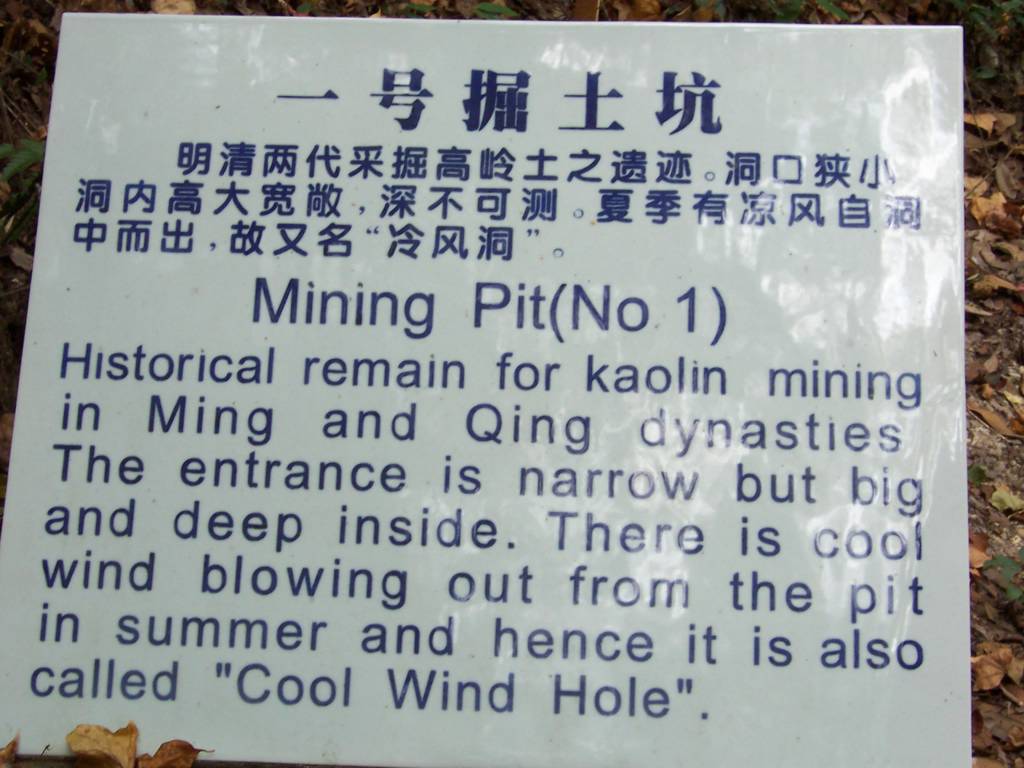 一号掘土坑
明清两代采掘高岭土之遗迹。洞口狭小
洞内高大宽敞,深不可测。夏季有凉风自洞
中而出,故又名“冷风洞”。
Mining Pit(No 1)
Historical remain for kaolin mining
in Ming and Qing dynasties
The entrance is narrow but big
and deep inside. There is cool
wind blowing out from the pit
in summer and hence it is also
called "Cool Wind Hole".